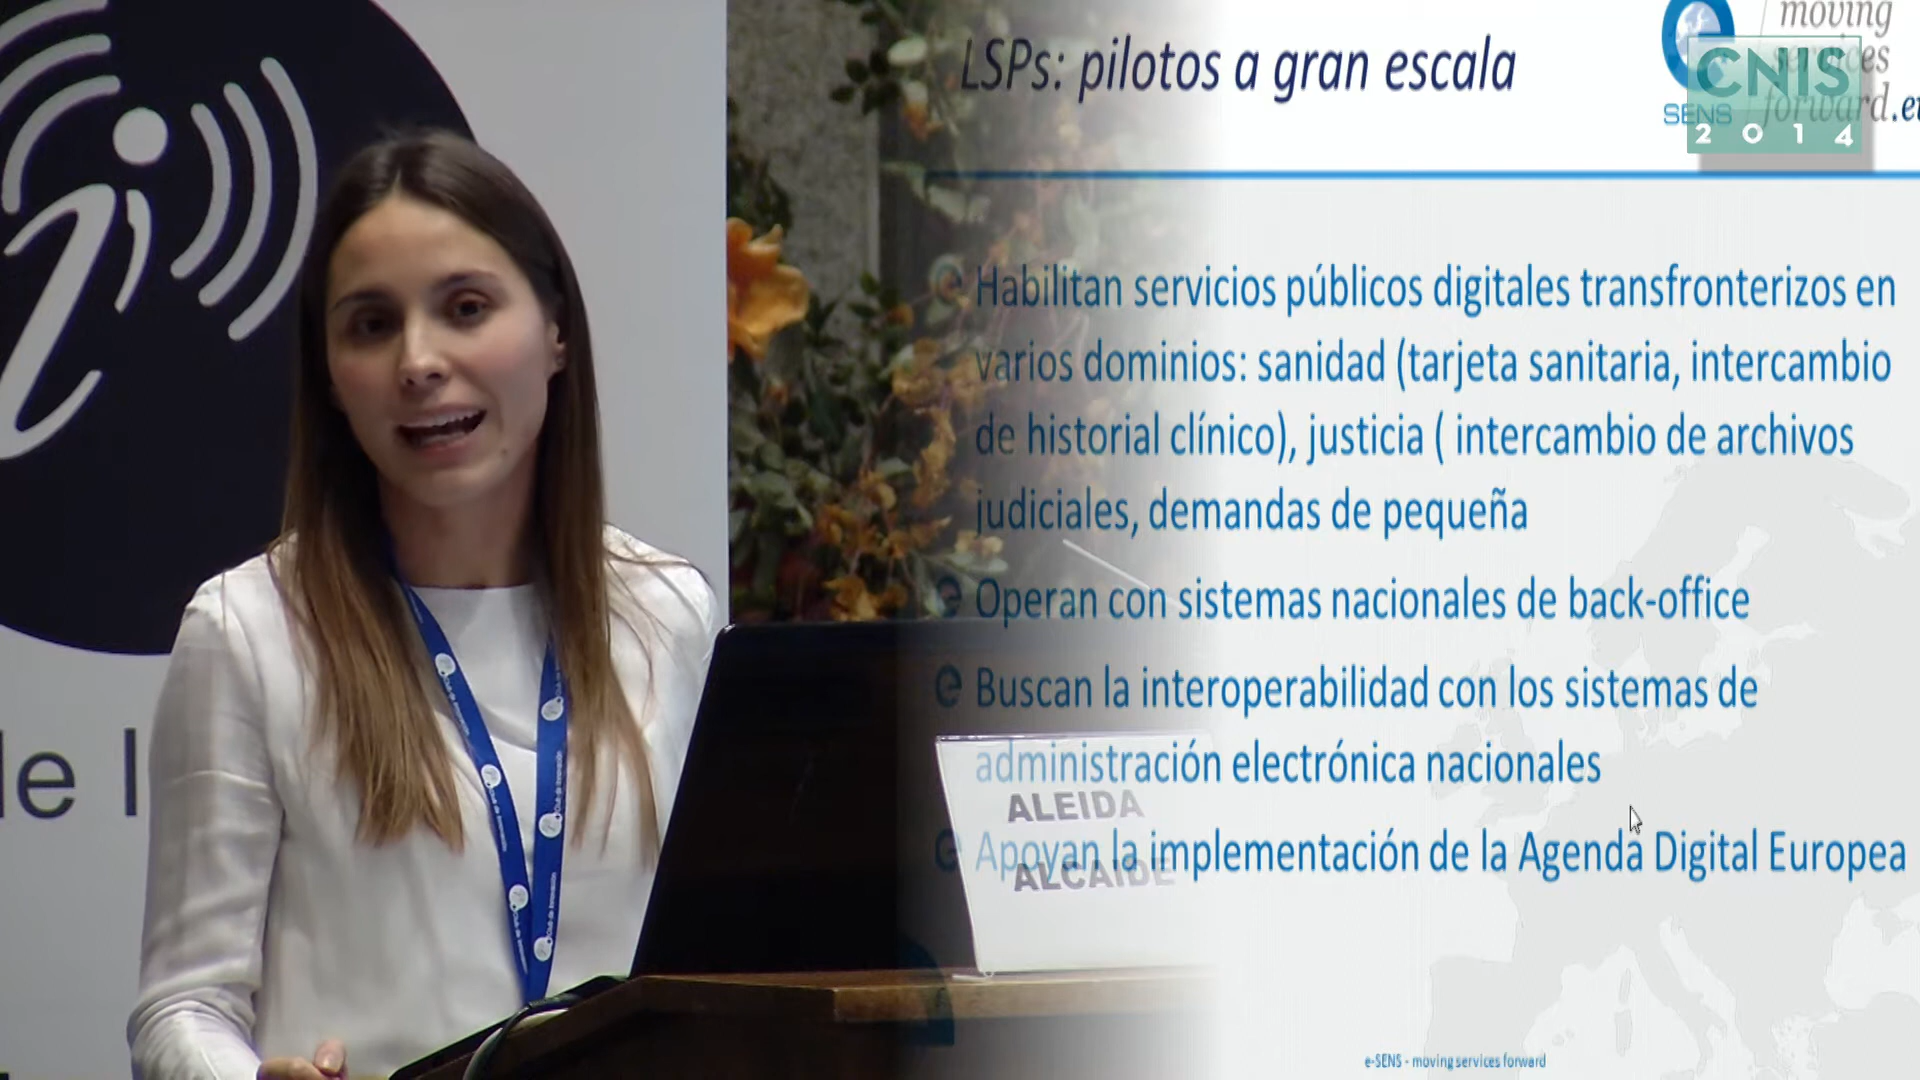 LSPs: pilotos a gran escala
moving
services
forward.e
SENS
CNIS
2014
Habilitan servicios públicos digitales transfronterizos en
varios dominios: sanidad (tarjeta sanitaria, intercambio
de historial clínico), justicia ( intercambio de archivos
judiciales, demandas de pequeña
Operan con sistemas nacionales de back-office
Buscan la interoperabilidad con los sistemas de
administración electrónica nacionales
Apoyan la implementación de la Agenda Digital Europea
ALEIDA
ALCAIDE
de I
Club de Innovación
e-SENS - moving services forward